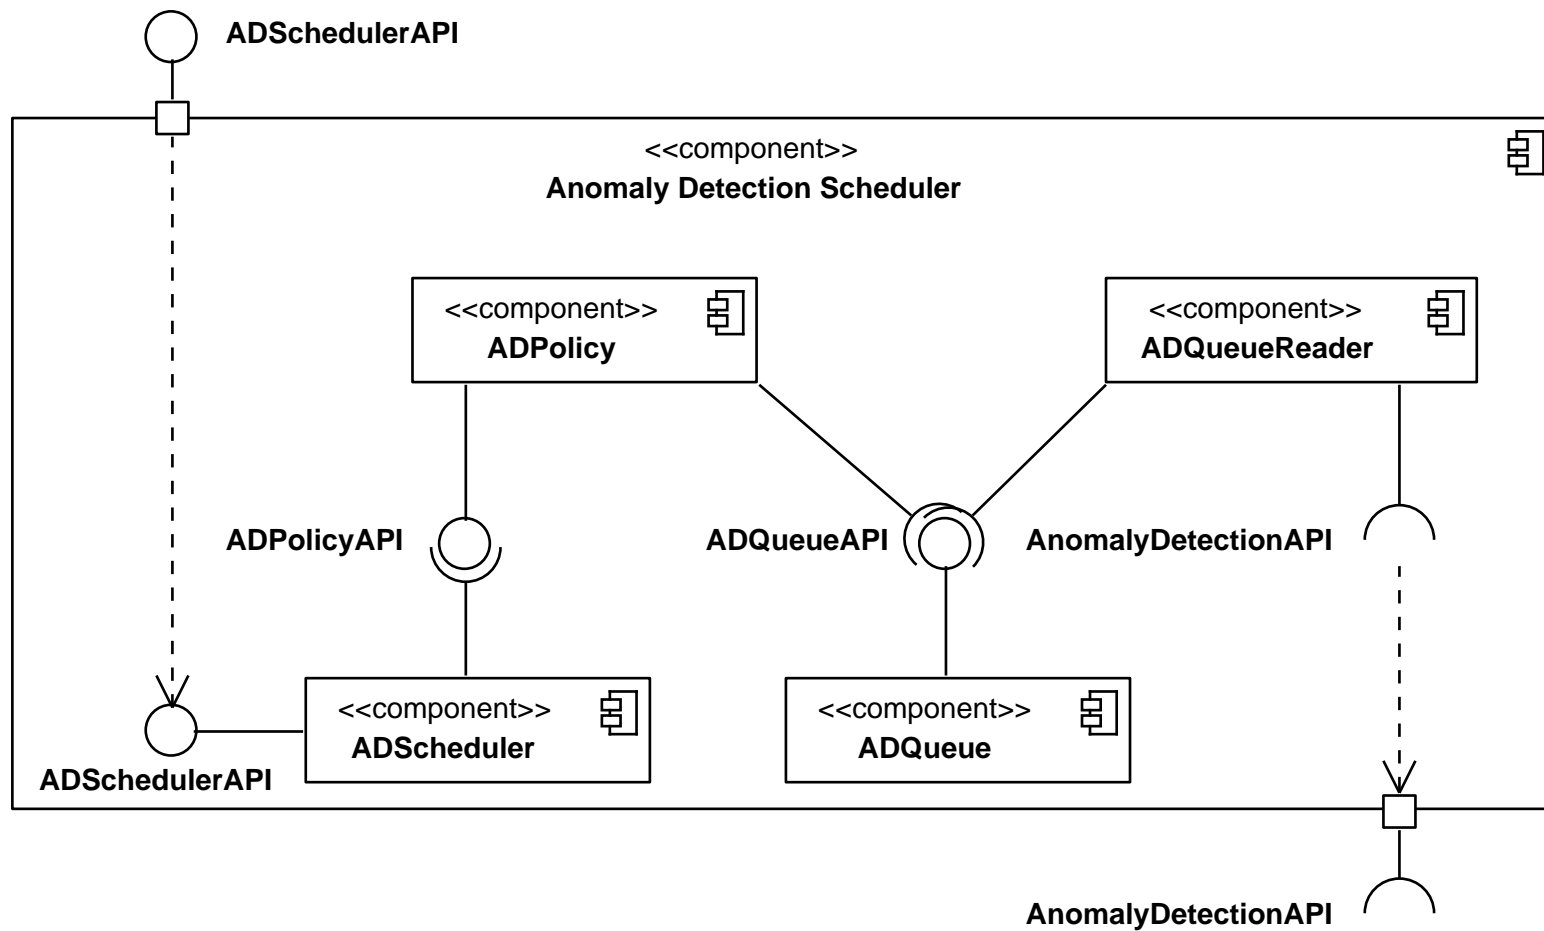 ADSchedulerAPI
<<component>>
Anomaly Detection Scheduler
<<component>>
ADPolicy
<<component>>
ADQueueReader
ADPolicyAPI
ADQueueAPI
AnomalyDetectionAPI
<<component>>
ADScheduler
<<component>>
ADQueue
ADSchedulerAPI
AnomalyDetectionAPI